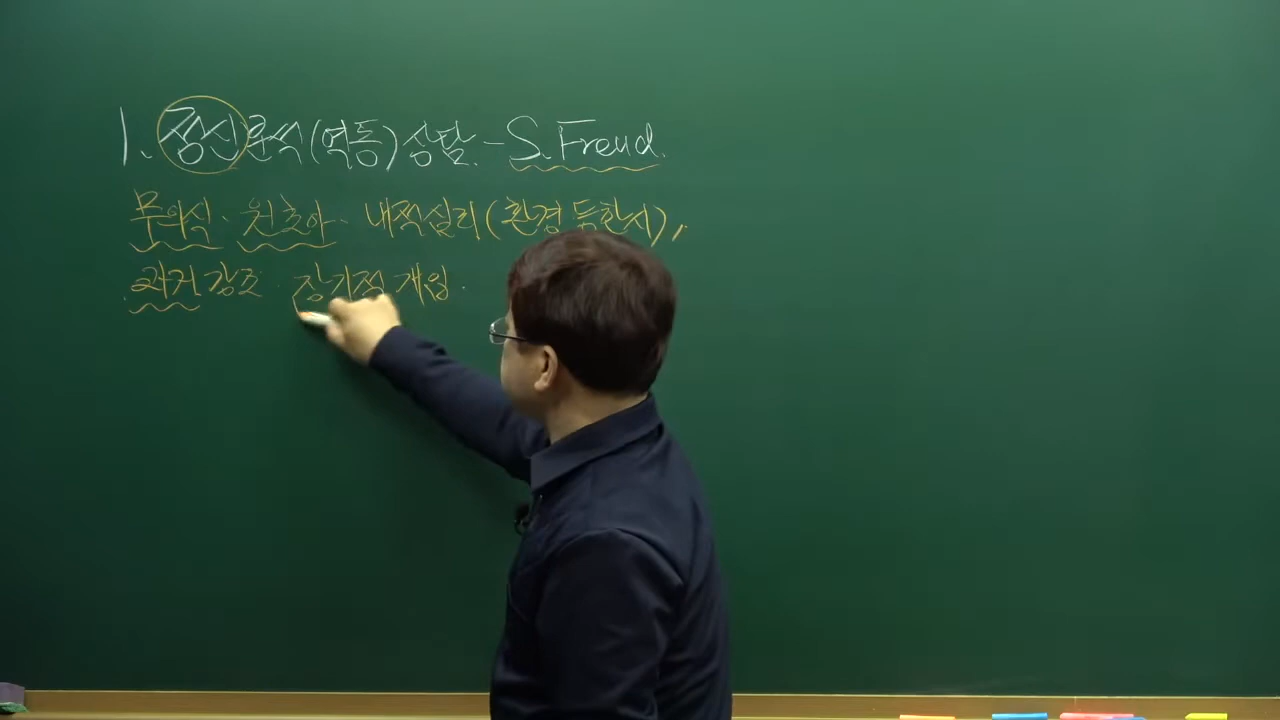 1. 정신분석(역동)상담 - S.Freud.
무의식 · 원초아 · 내적심리(환경등한시),
과거 강조 · 장기적 개입.